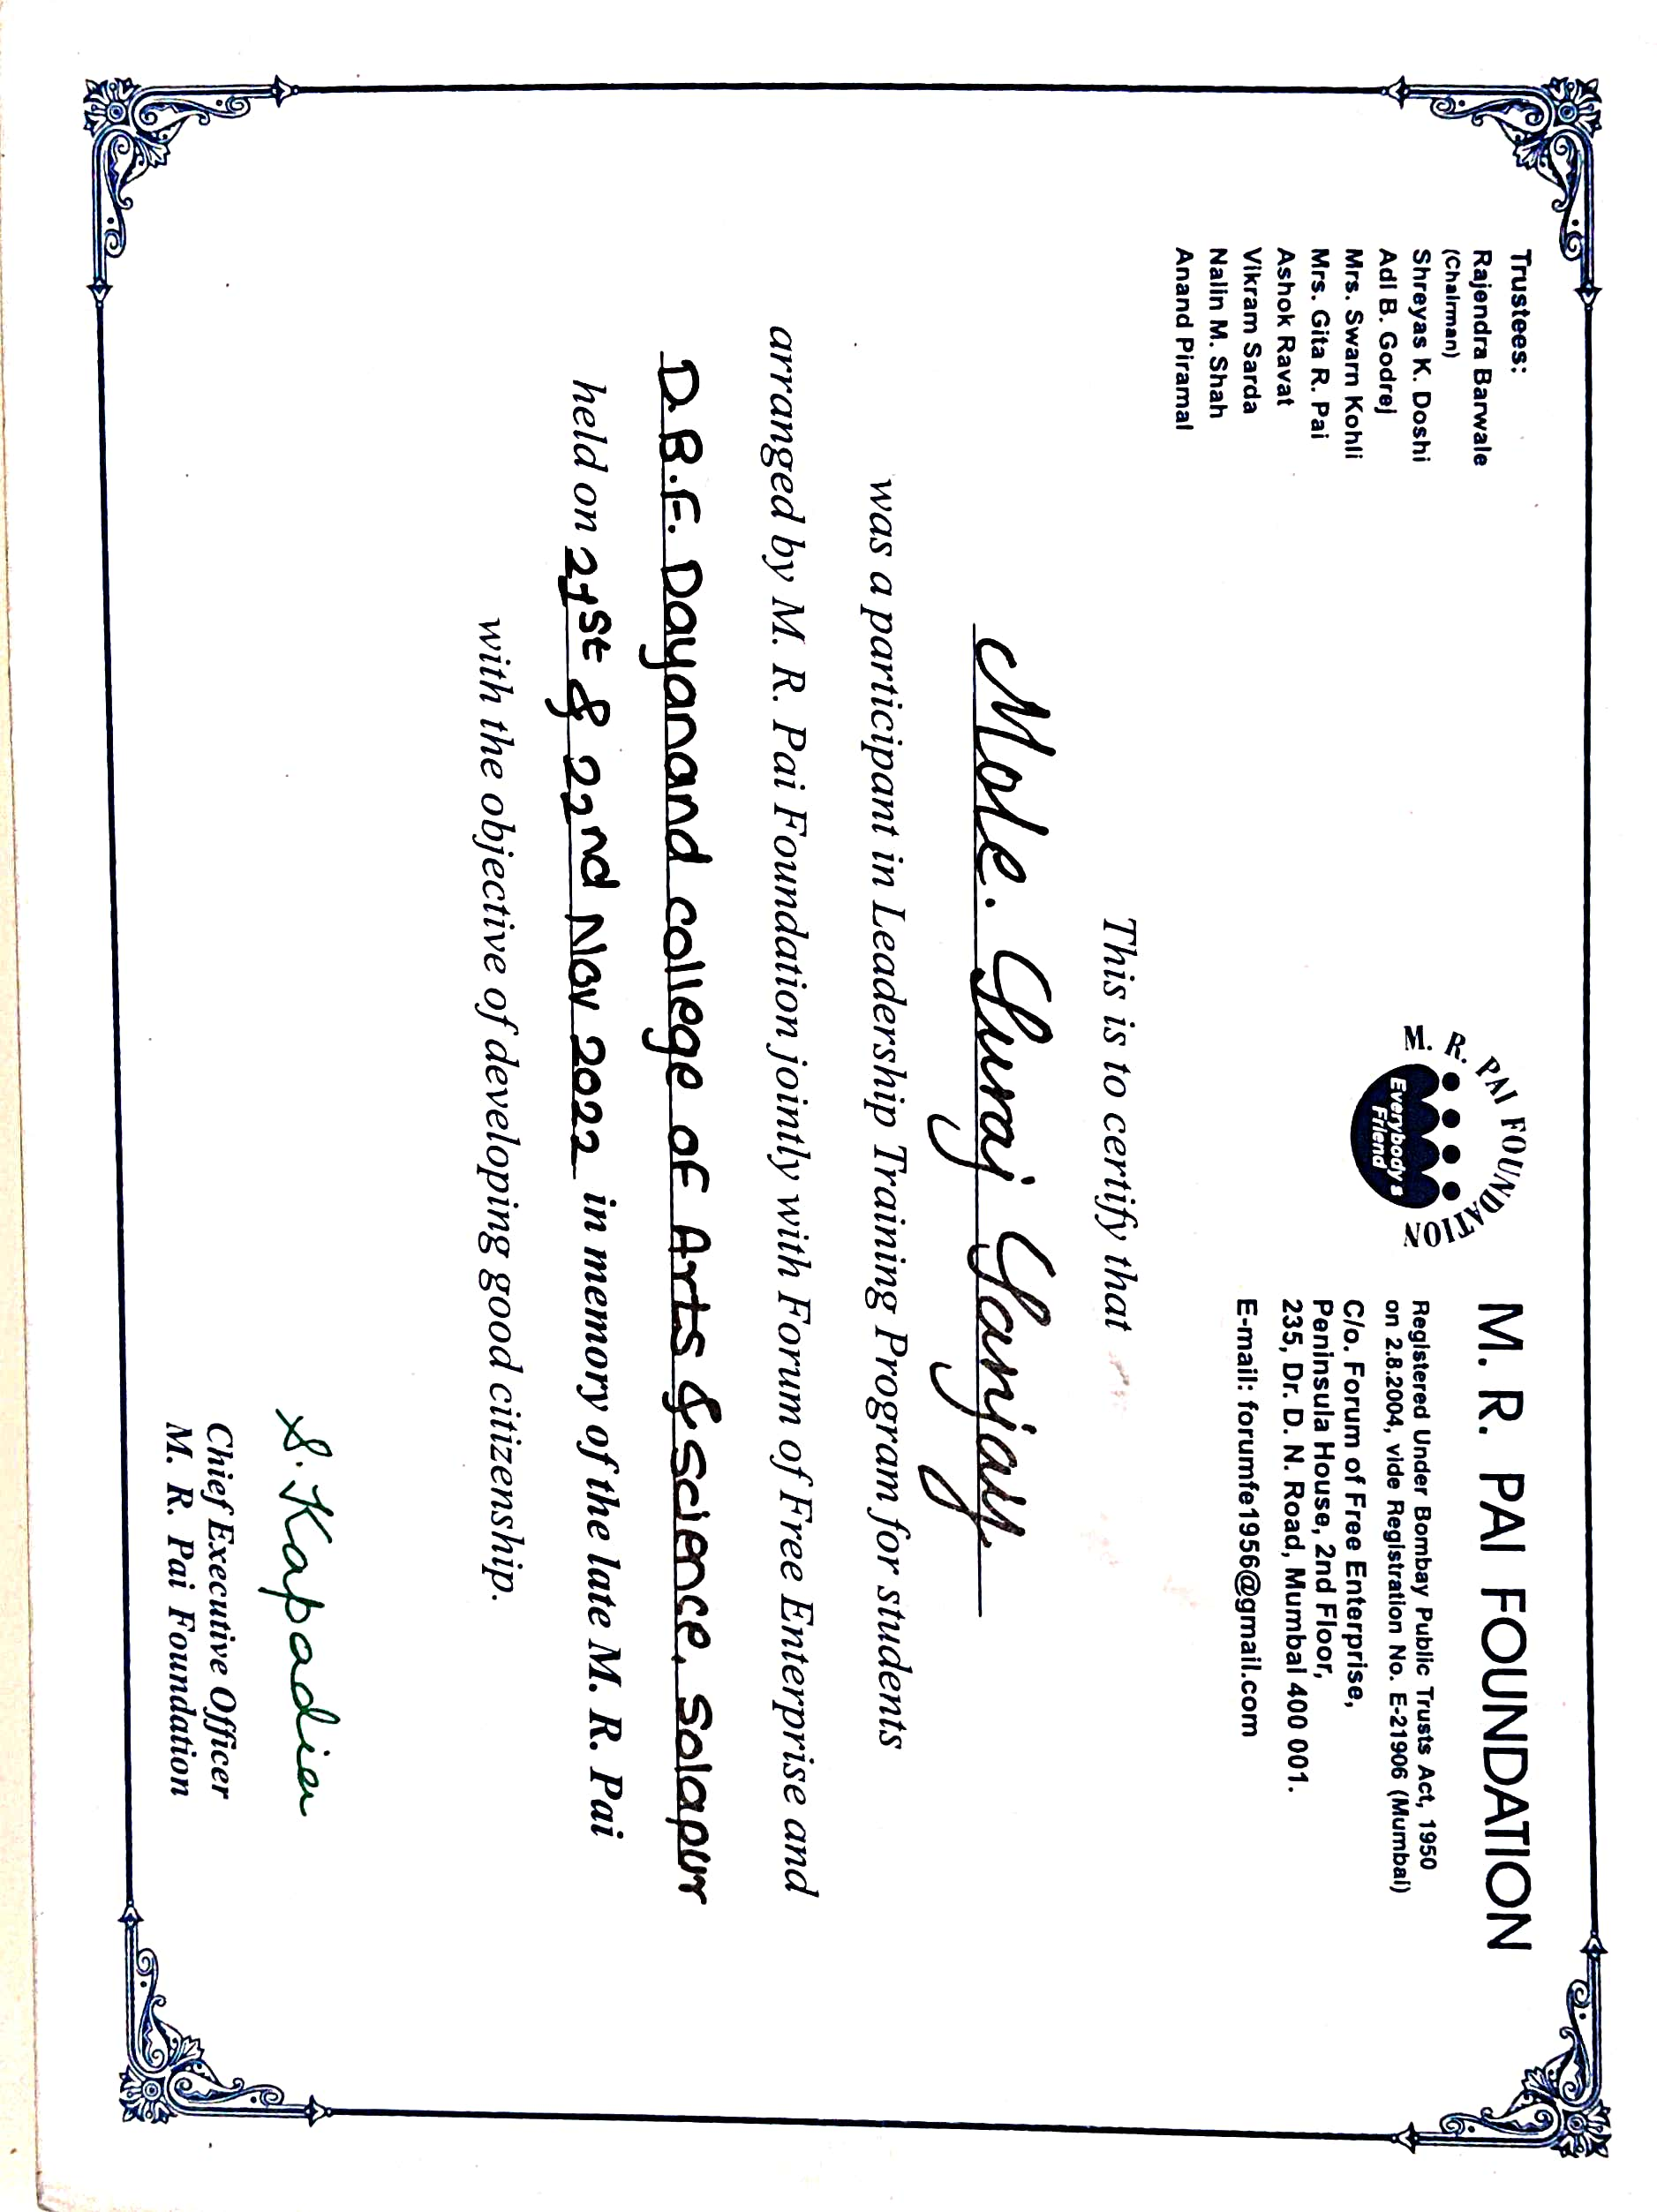 Trustees:
Rajendra Barwale
(Chairman)
Shreyas K. Doshi
Adi B. Godrej
Mrs. Swarn Kohli
Mrs. Gita R. Pai
Ashok Ravat
Vikram Sarda
Nalin M. Shah
Anand Piramal
M. R. PAI FOUNDATION
Everybody's
Friend
M. R. PAI FOUNDATION
Registered Under Bombay Public Trusts Act, 1950
on 2.8.2004, vide Registration No. E-21906 (Mumbai)
C/o. Forum of Free Enterprise,
Peninsula House, 2nd Floor,
235, Dr. D. N. Road, Mumbai 400 001.
E-mail: forumfe1956@gmail.com
This is to certify that
Mole. Suraj Sanjay
was a participant in Leadership Training Program for students
arranged by M. R. Pai Foundation jointly with Forum of Free Enterprise and
D.B.F. Dayanand college of Arts & Science, Solapur
held on 21st & 22nd Nov 2022 in memory of the late M. R. Pai
with the objective of developing good citizenship.
S. Kapadia
Chief Executive Officer
M. R. Pai Foundation